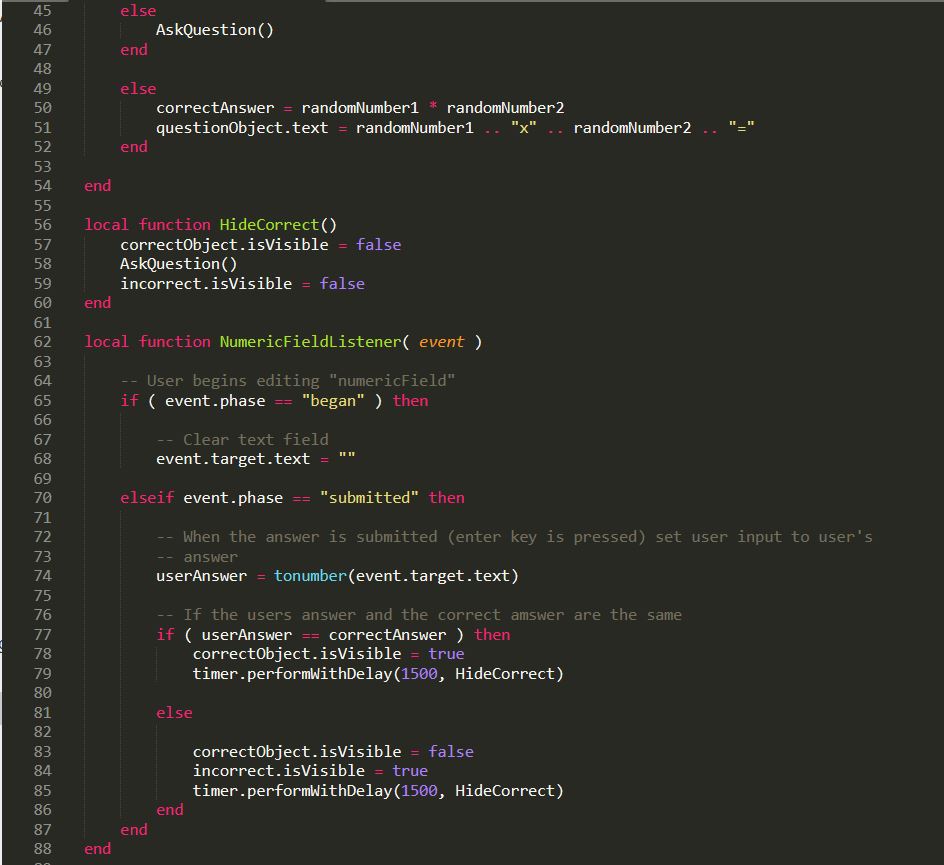 45 else
46 AskQuestion()
47 end
48
49 else
50 correctAnswer = randomNumber1 * randomNumber2
51 questionObject.text = randomNumber1 .. "x" .. randomNumber2 .. "="
52 end
53
54 end
55
56 local function HideCorrect()
57 correctObject.isVisible = false
58 AskQuestion()
59 incorrect.isVisible = false
60 end
61
62 local function NumericFieldListener( event )
63
64 -- User begins editing "numericField"
65 if ( event.phase == "began" ) then
66
67 -- Clear text field
68 event.target.text = ""
69
70 elseif event.phase == "submitted" then
71
72 -- When the answer is submitted (enter key is pressed) set user input to user's
73 -- answer
74 userAnswer = tonumber(event.target.text)
75
76 -- If the users answer and the correct amswer are the same
77 if ( userAnswer == correctAnswer ) then
78 correctObject.isVisible = true
79 timer.performWithDelay(1500, HideCorrect)
80
81 else
82
83 correctObject.isVisible = false
84 incorrect.isVisible = true
85 timer.performWithDelay(1500, HideCorrect)
86 end
87 end
88 end